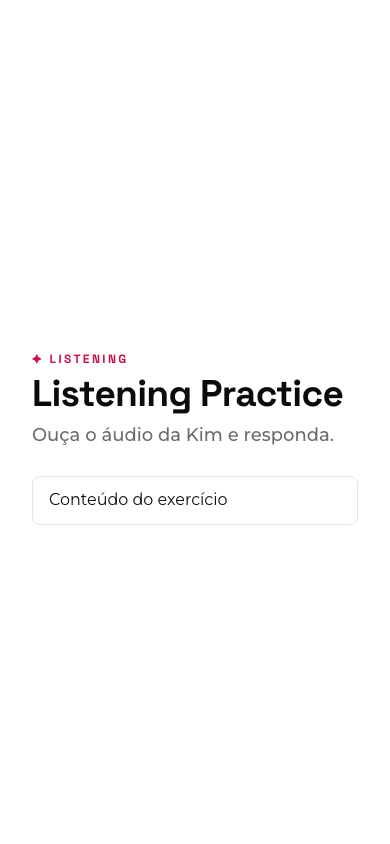 LISTENING
Listening Practice
Ouça o áudio da Kim e responda.
Conteúdo do exercício